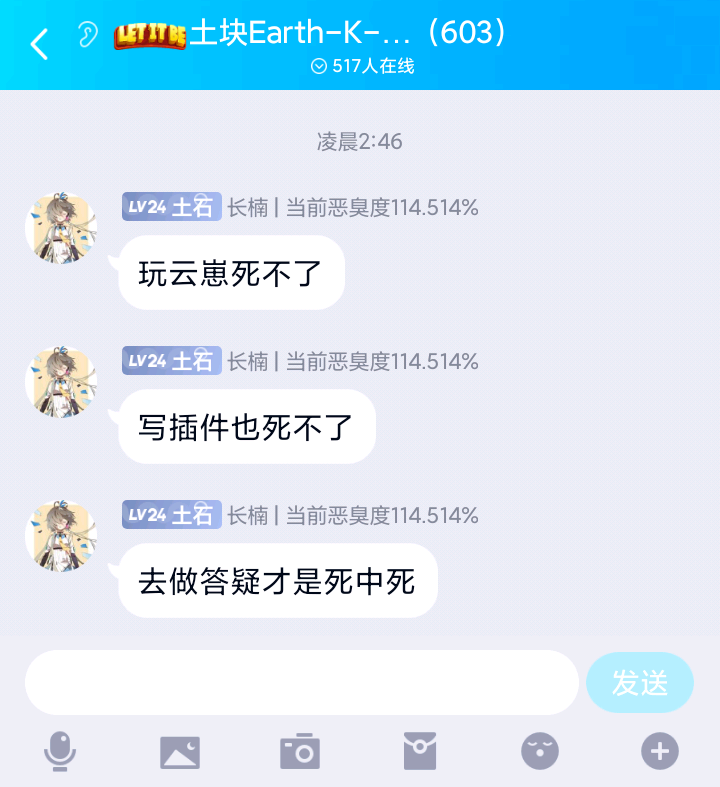 LET IT BE 土块Earth-K-...（603）
517人在线
凌晨2:46
LV24 土石 长楠 | 当前恶臭度114.514%
玩云崽死不了
LV24 土石 长楠 | 当前恶臭度114.514%
写插件也死不了
LV24 土石 长楠 | 当前恶臭度114.514%
去做答疑才是死中死
发送